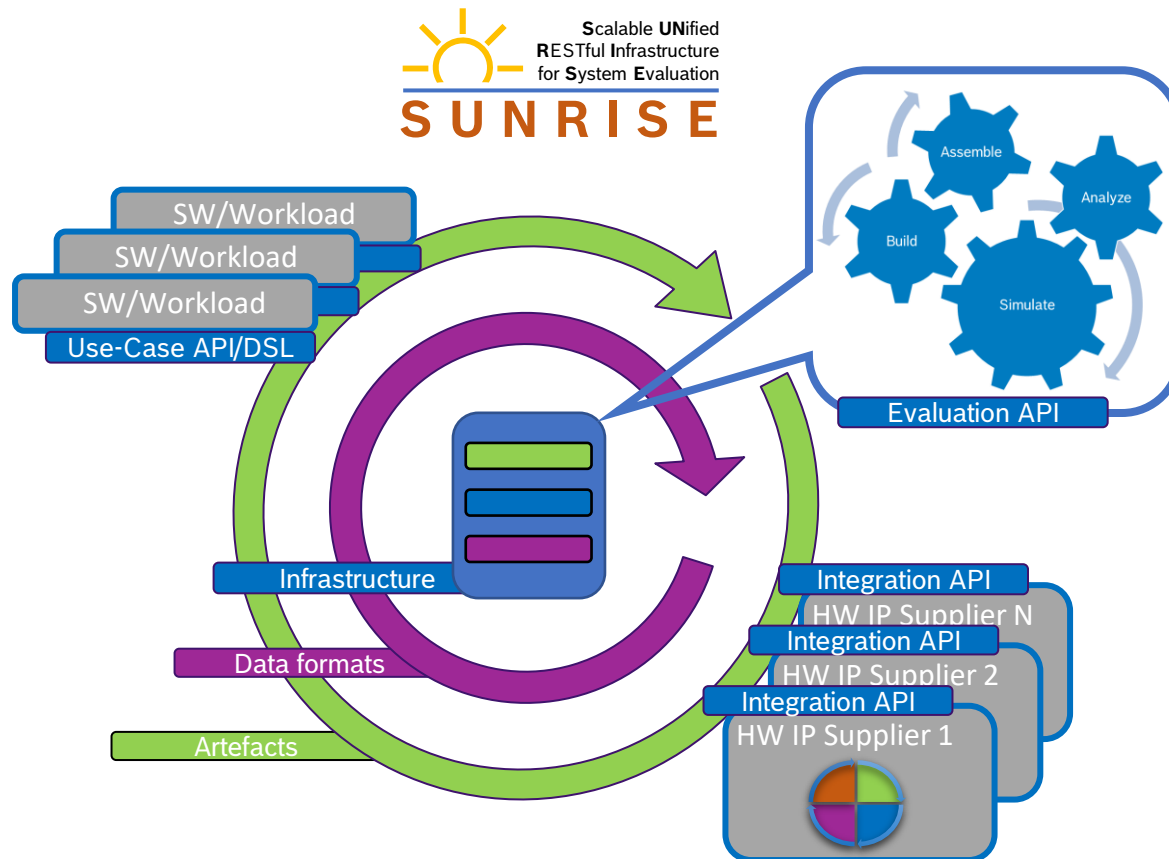 Scalable UNified
RESTful Infrastructure
for System Evaluation
SUNRISE
Assemble
Analyze
Build
Simulate
Evaluation API
SW/Workload
SW/Workload
SW/Workload
Use-Case API/DSL
Infrastructure
Data formats
Artefacts
Integration API
HW IP Supplier N
Integration API
HW IP Supplier 2
Integration API
HW IP Supplier 1